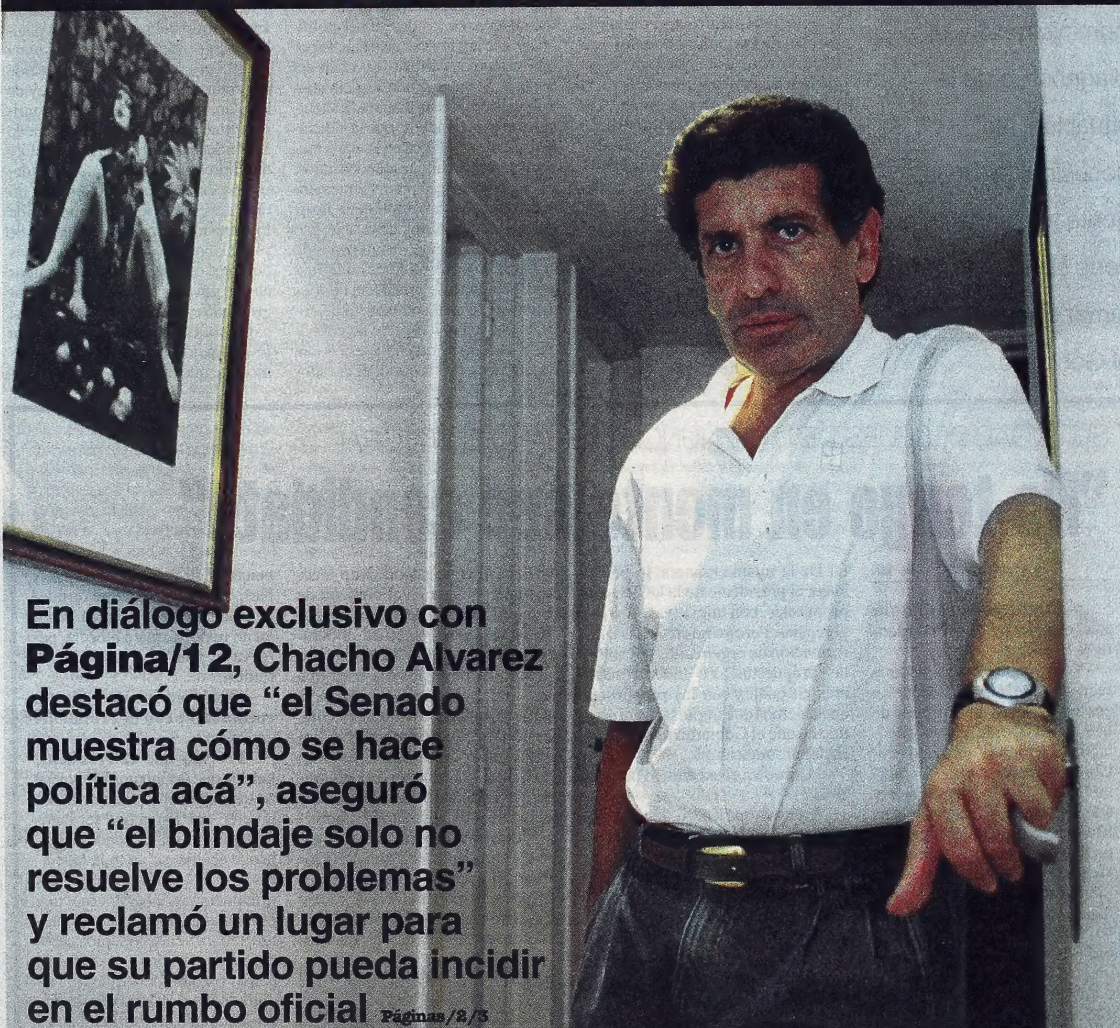 En diálogo exclusivo con
Página/12, Chacho Alvarez
destacó que “el Senado
muestra cómo se hace
política acá”, aseguró
que “el blindaje solo no
resuelve los problemas”
y reclamó un lugar para
que su partido pueda incidir
en el rumbo oficial Páginas/2/3